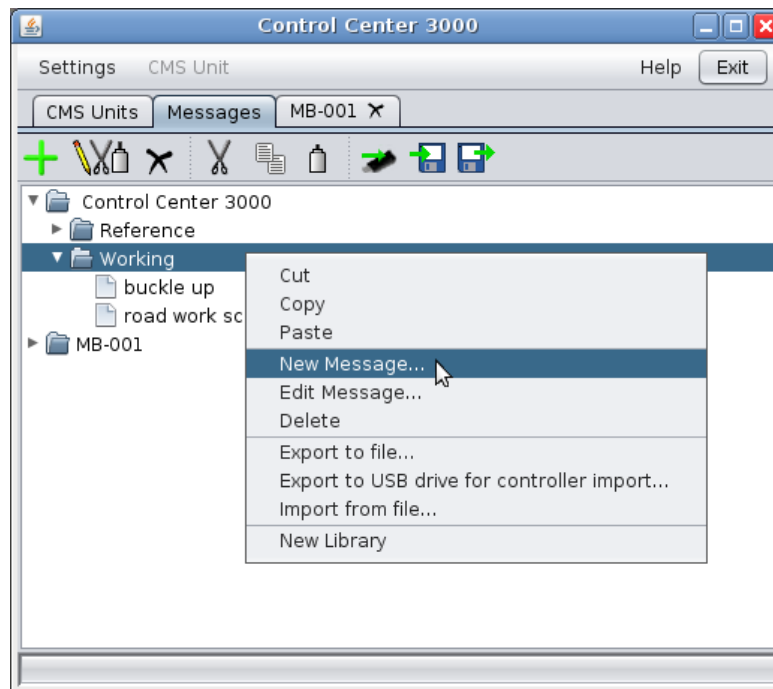 Control Center 3000
Settings CMS Unit Help Exit
CMS Units Messages MB-001
Control Center 3000
Reference
Working
buckle up
road work sc
MB-001
Cut
Copy
Paste
New Message...
Edit Message...
Delete
Export to file...
Export to USB drive for controller import...
Import from file...
New Library